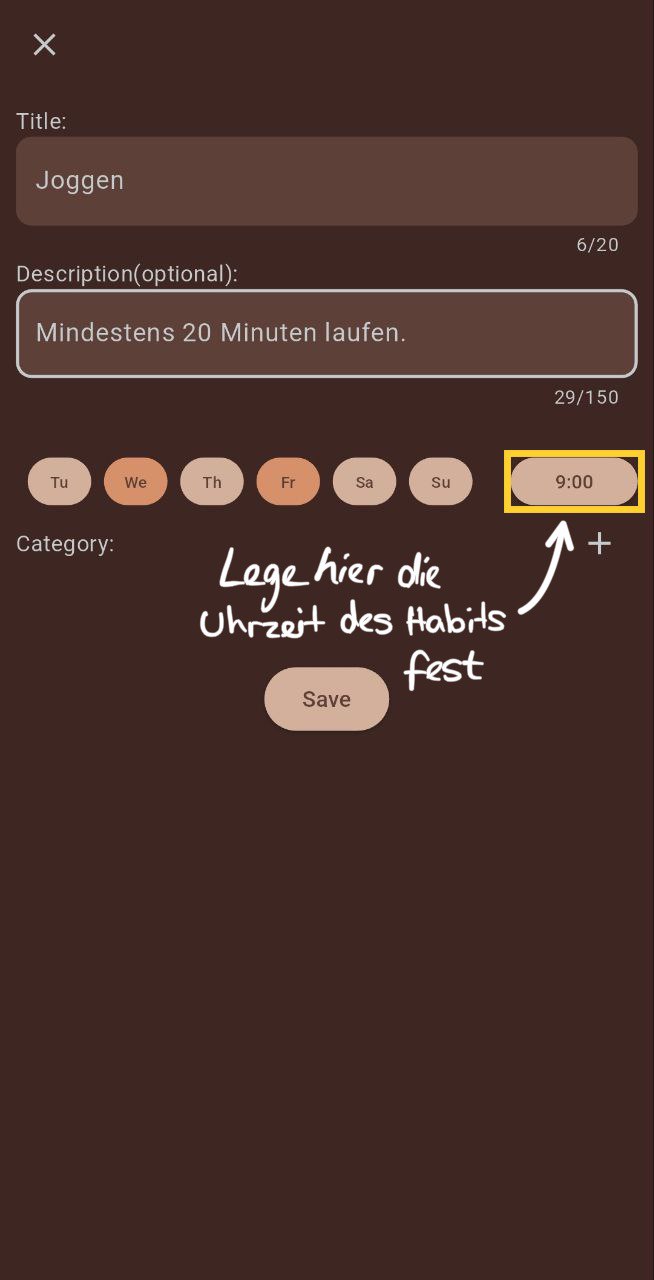 Title:
Joggen
6/20
Description(optional):
Mindestens 20 Minuten laufen.
29/150
Tu We Th Fr Sa Su 9:00
Category:
Lege hier die
Uhrzeit des Habits
fest
Save